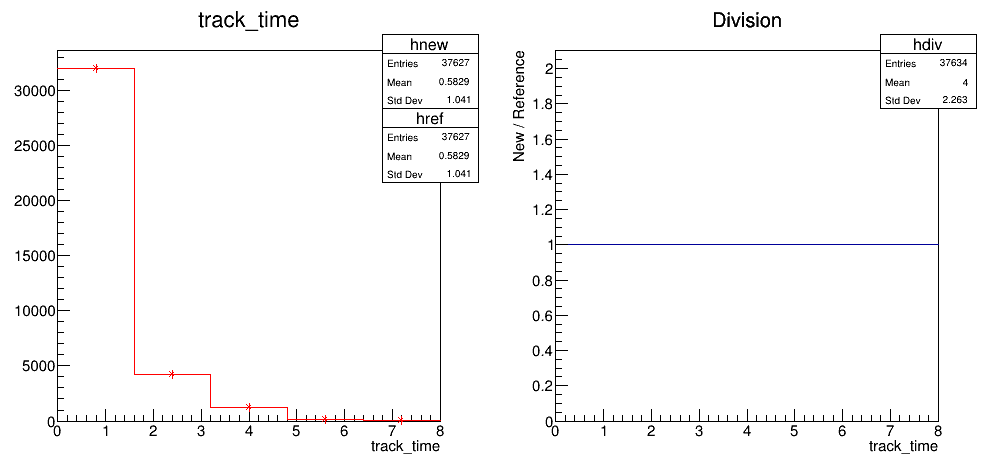 track_time
hnew
Entries 37627
Mean 0.5829
Std Dev 1.041
href
Entries 37627
Mean 0.5829
Std Dev 1.041
30000
25000
20000
15000
10000
5000
0
0 1 2 3 4 5 6 7 8
track_time
Division
hdiv
Entries 37634
Mean 4
Std Dev 2.263
New / Reference
2
1.8
1.6
1.4
1.2
1
0.8
0.6
0.4
0.2
0
0 1 2 3 4 5 6 7 8
track_time